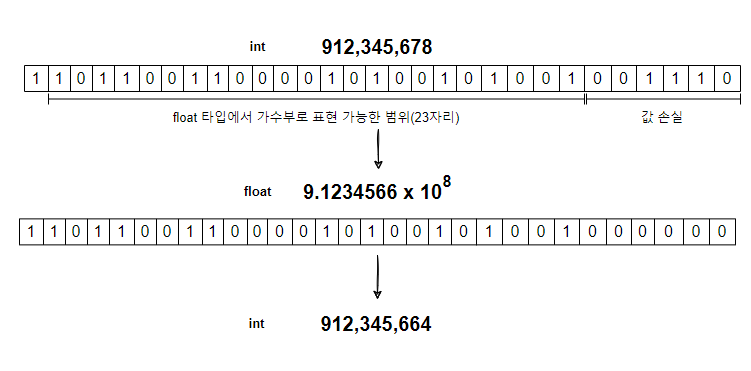 int 912,345,678
1 1 0 1 1 0 0 1 1 0 0 0 0 1 0 1 0 0 1 0 1 0 0 1 0 0 1 1 1 0
float 타입에서 가수부로 표현 가능한 범위(23자리) 값 손실
float 9.1234566 x 10⁸
1 1 0 1 1 0 0 1 1 0 0 0 0 1 0 1 0 0 1 0 1 0 0 1 0 0 0 0 0 0
int 912,345,664